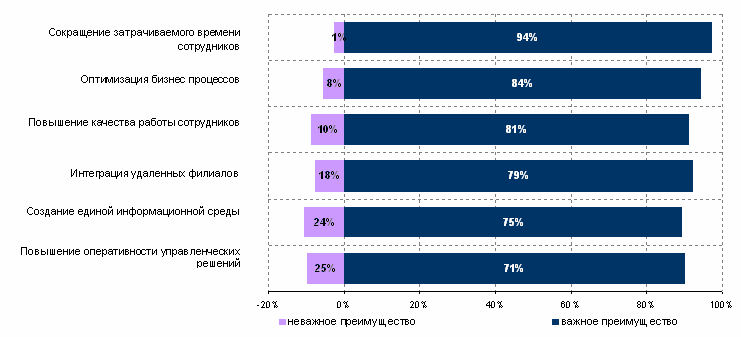 Сокращение затрачиваемого времени
сотрудников
1%
94%
Оптимизация бизнес процессов
8%
84%
Повышение качества работы сотрудников
10%
81%
Интеграция удаленных филиалов
18%
79%
Создание единой информационной среды
24%
75%
Повышение оперативности управленческих
решений
25%
71%
-20% 0% 20% 40% 60% 80% 100%
неважное преимущество важное преимущество